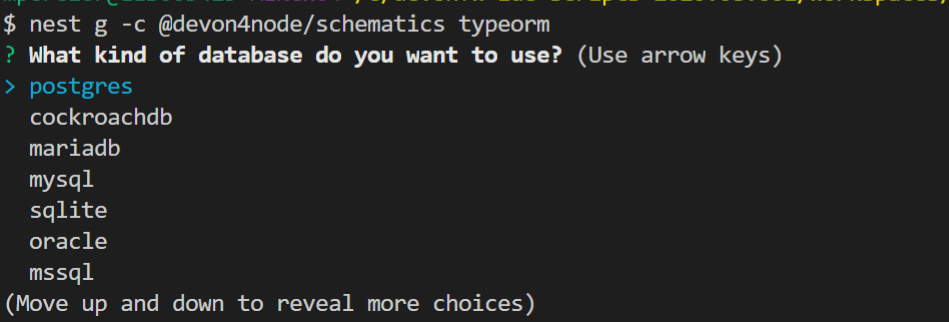 $ nest g -c @devon4node/schematics typeorm
? What kind of database do you want to use? (Use arrow keys)
> postgres
cockroachdb
mariadb
mysql
sqlite
oracle
mssql
(Move up and down to reveal more choices)